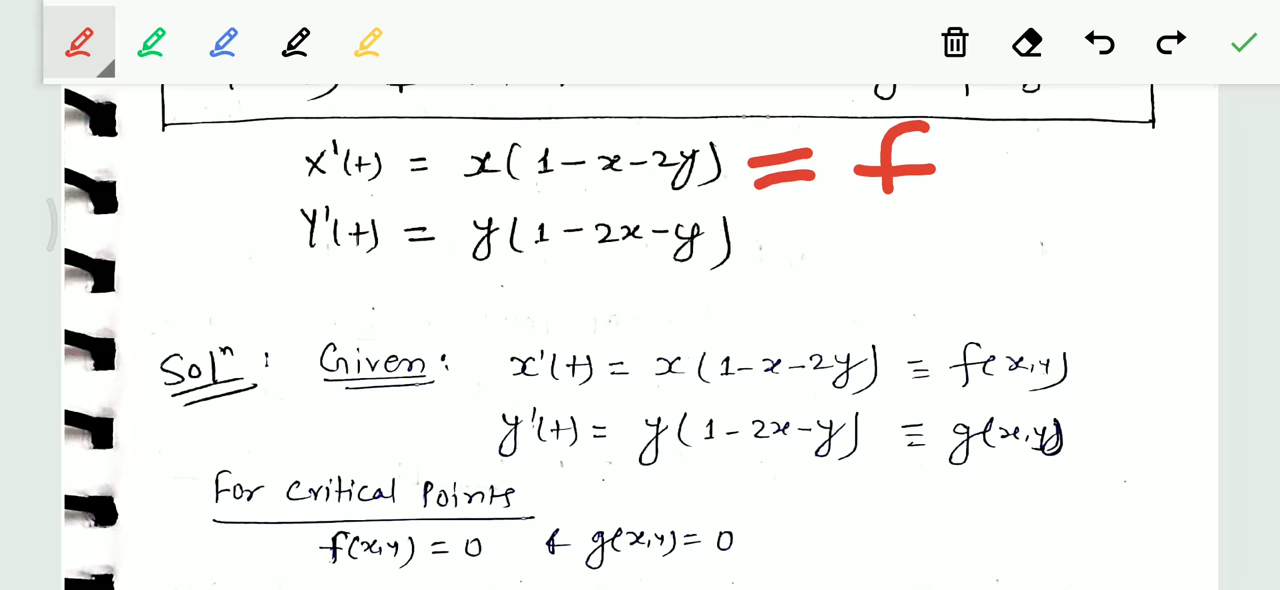 x'(t) = x(1-x-2y) = f
y'(t) = y(1-2x-y)
Solⁿ: Given: x'(t) = x(1-x-2y) ≡ f(x,y)
y'(t) = y(1-2x-y) ≡ g(x,y)
For critical points
f(x,y) = 0 & g(x,y) = 0